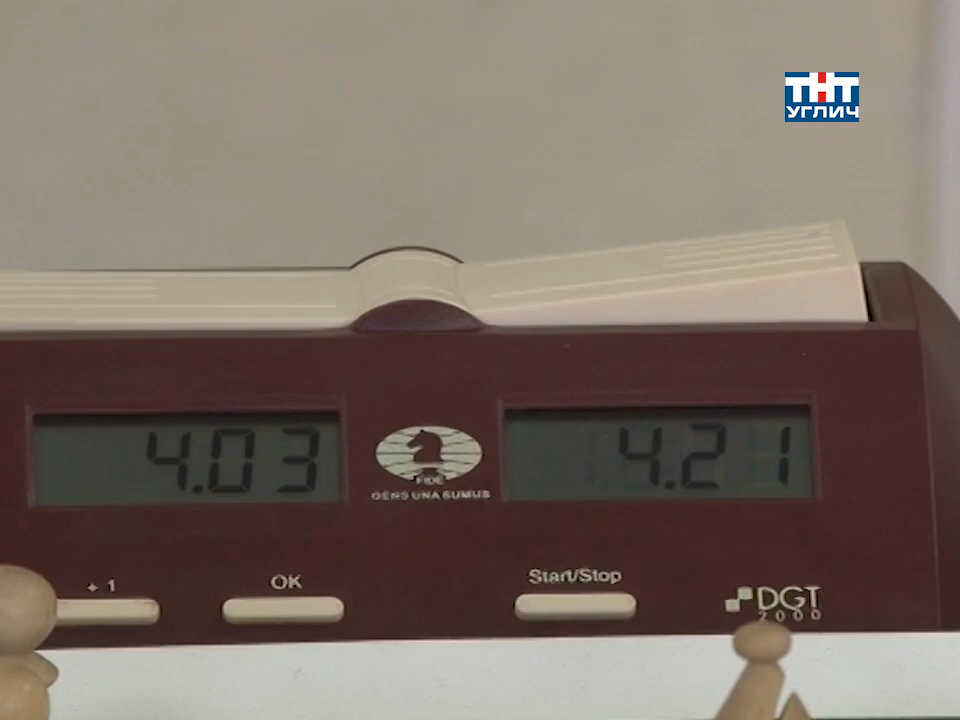 ТНТ
УГЛИЧ
4.03
4.21
FIDE
GENS UNA SUMUS
+ 1
OK
Start/Stop
DGT
2000